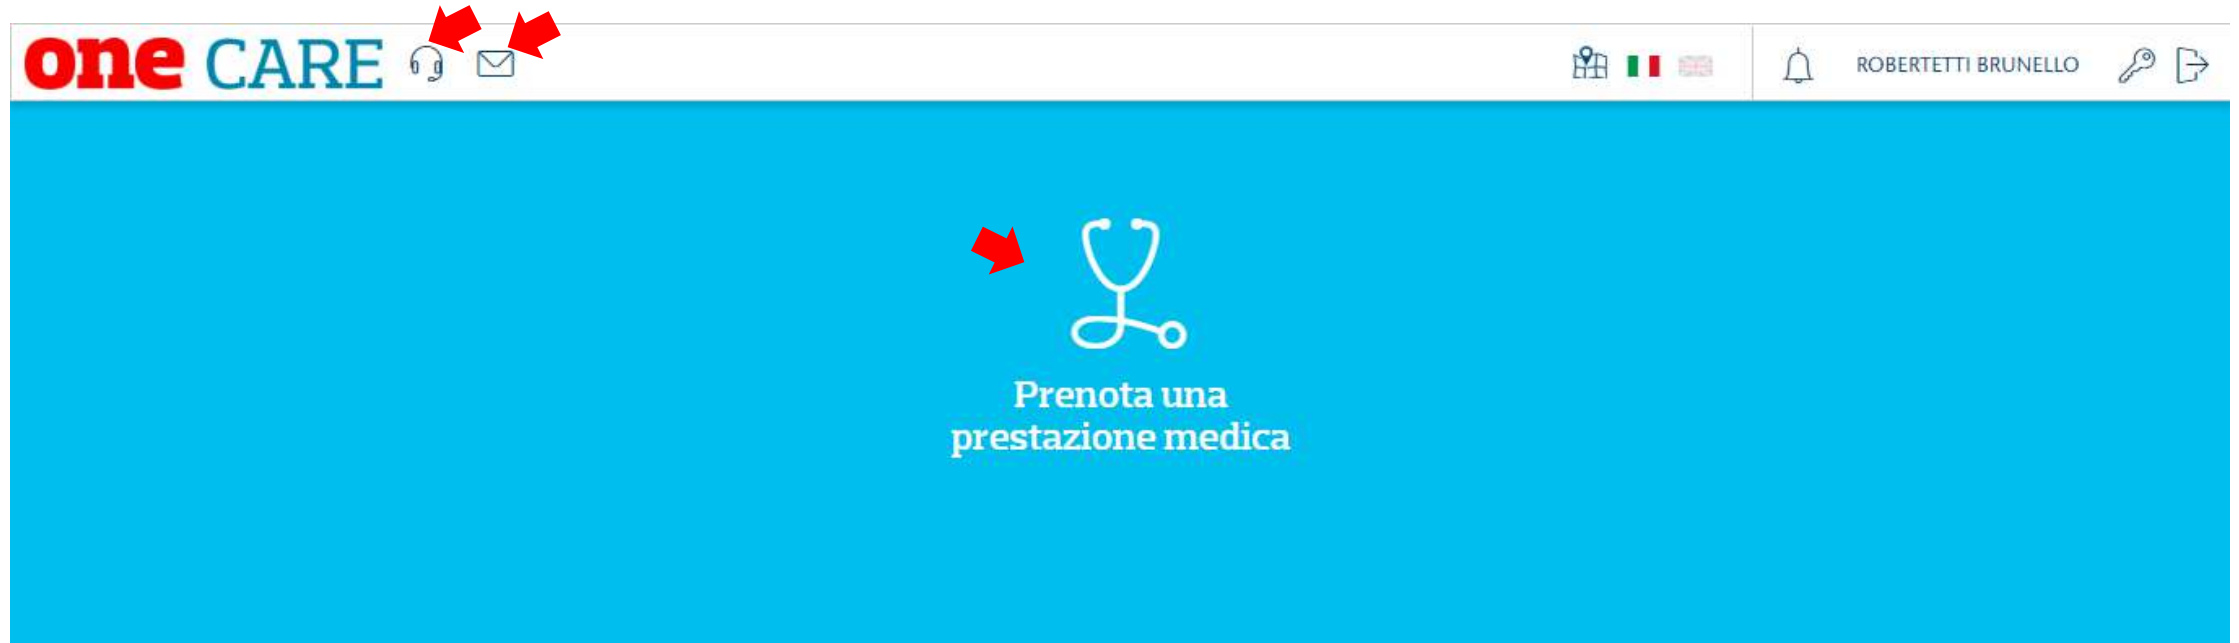 one CARE
ROBERTETTI BRUNELLO
Prenota una
prestazione medica